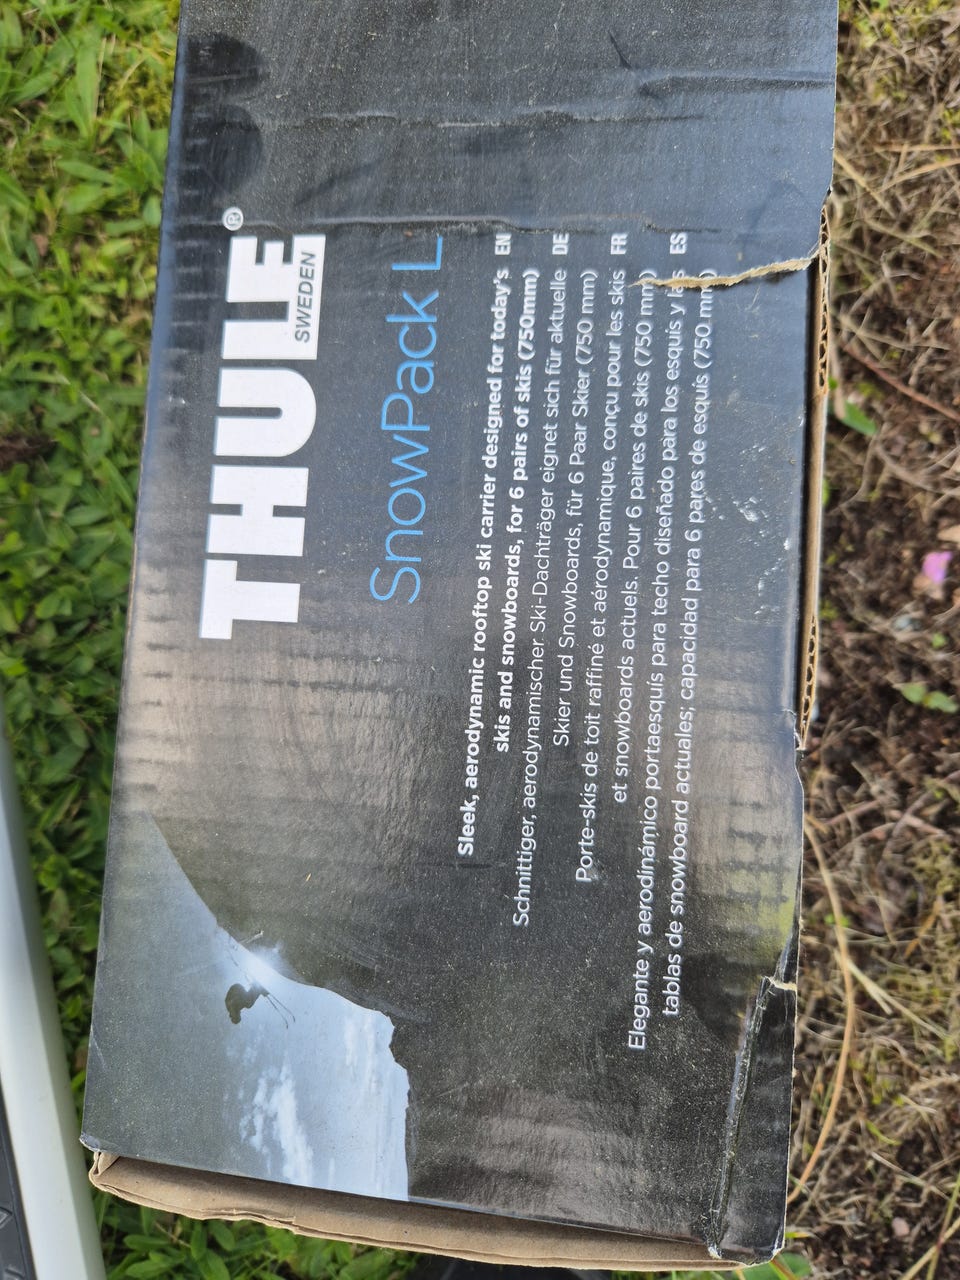 THULE®
SWEDEN
SnowPack L
Sleek, aerodynamic rooftop ski carrier designed for today's EN
skis and snowboards, for 6 pairs of skis (750mm)
Schnittiger, aerodynamischer Ski-Dachträger eignet sich für aktuelle DE
Skier und Snowboards, für 6 Paar Skier (750 mm)
Porte-skis de toit raffiné et aérodynamique, conçu pour les skis FR
et snowboards actuels. Pour 6 paires de skis (750 mm)
Elegante y aerodinámico portaesquís para techo diseñado para los esquis y las ES
tablas de snowboard actuales; capacidad para 6 pares de esquís (750 mm)